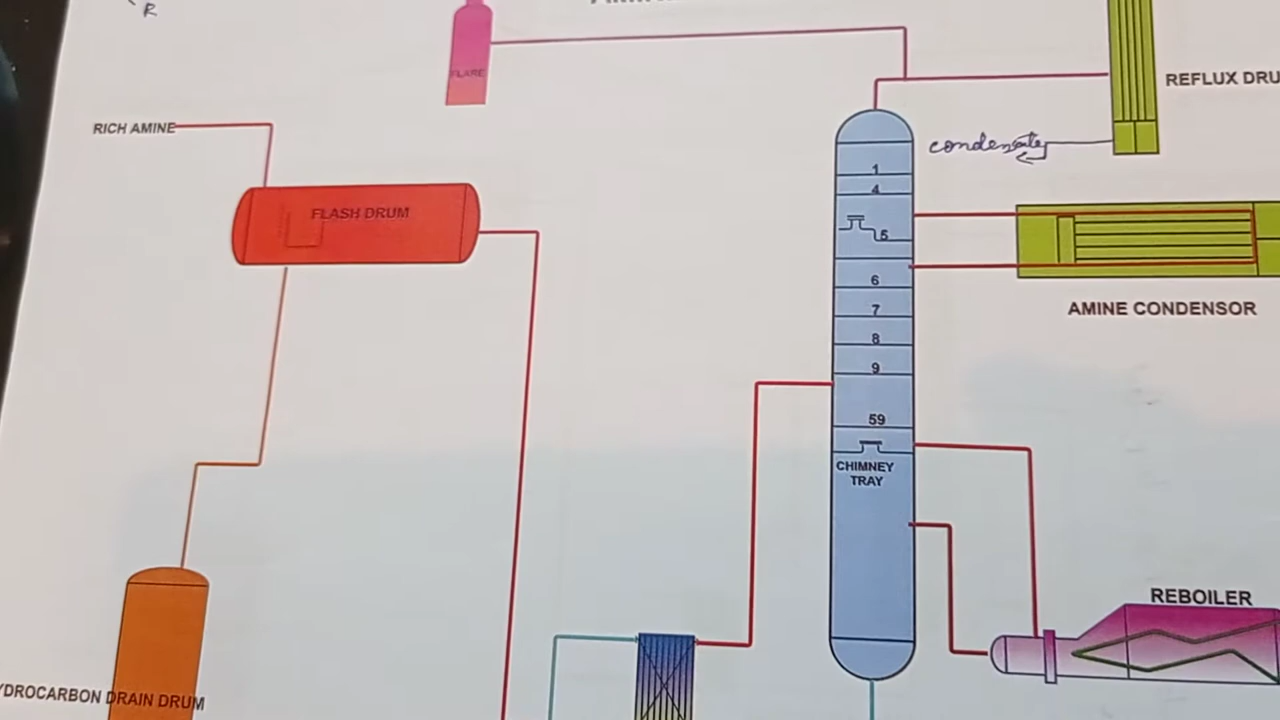 R
FLARE
REFLUX DRU
RICH AMINE
condensate
1
4
FLASH DRUM
5
6
AMINE CONDENSOR
7
8
9
59
CHIMNEY
TRAY
REBOILER
YDROCARBON DRAIN DRUM